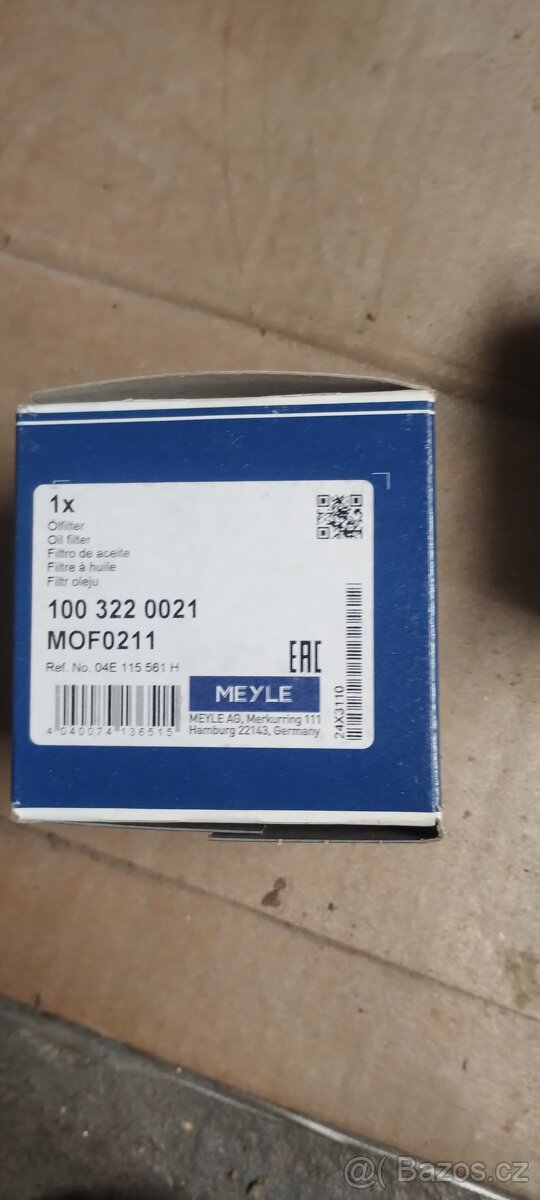 1x
Ölfilter
Oil filter
Filtro de aceite
Filtre à huile
Filtr oleju
100 322 0021
MOF0211
Ref. No. 04E 115 561 H
EAC
MEYLE
MEYLE AG, Merkurring 111
Hamburg 22143, Germany
4 040074 136515
24X3110
@( Bazos.cz